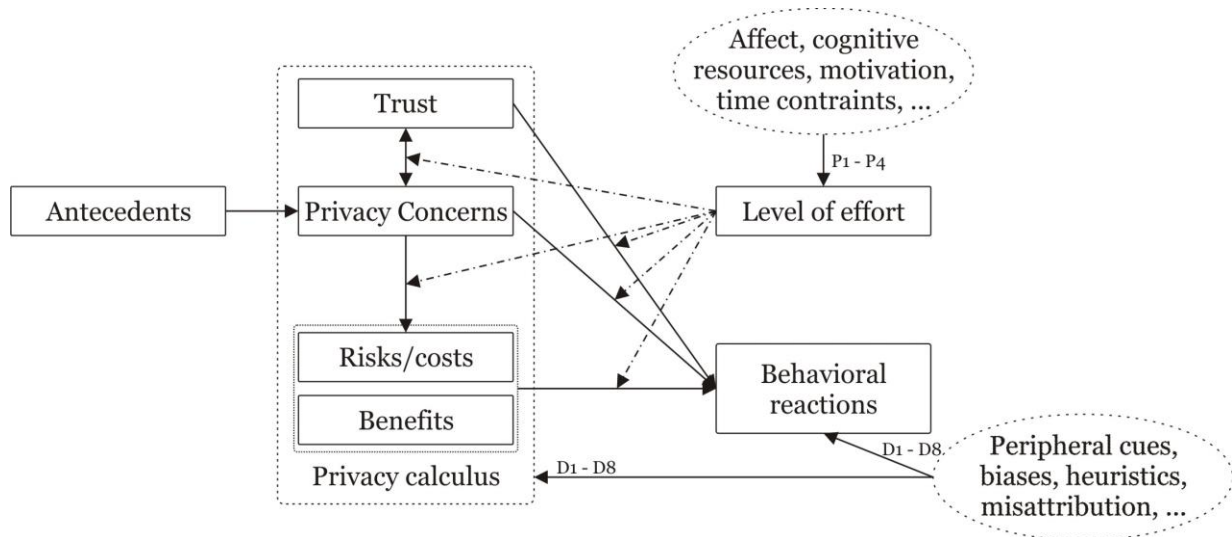 Affect, cognitive
resources, motivation,
time contraints, ...
Trust
P1 - P4
Antecedents
Privacy Concerns
Level of effort
Risks/costs
Behavioral
reactions
Benefits
D1 - D8
Peripheral cues,
biases, heuristics,
misattribution, ...
D1 - D8
Privacy calculus